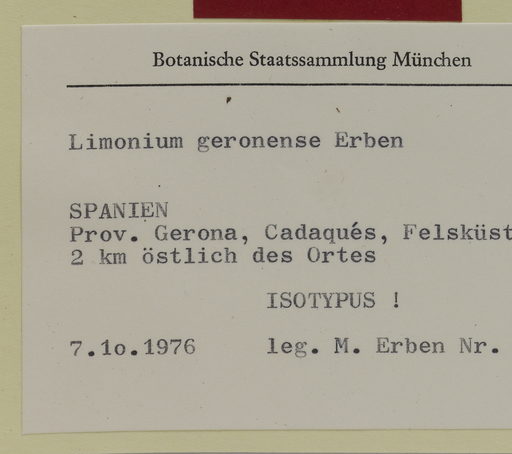 Botanische Staatssammlung München
Limonium geronense Erben
SPANIEN
Prov. Gerona, Cadaqués, Felsküst
2 km östlich des Ortes
ISOTYPUS !
7.1o.1976 leg. M. Erben Nr.